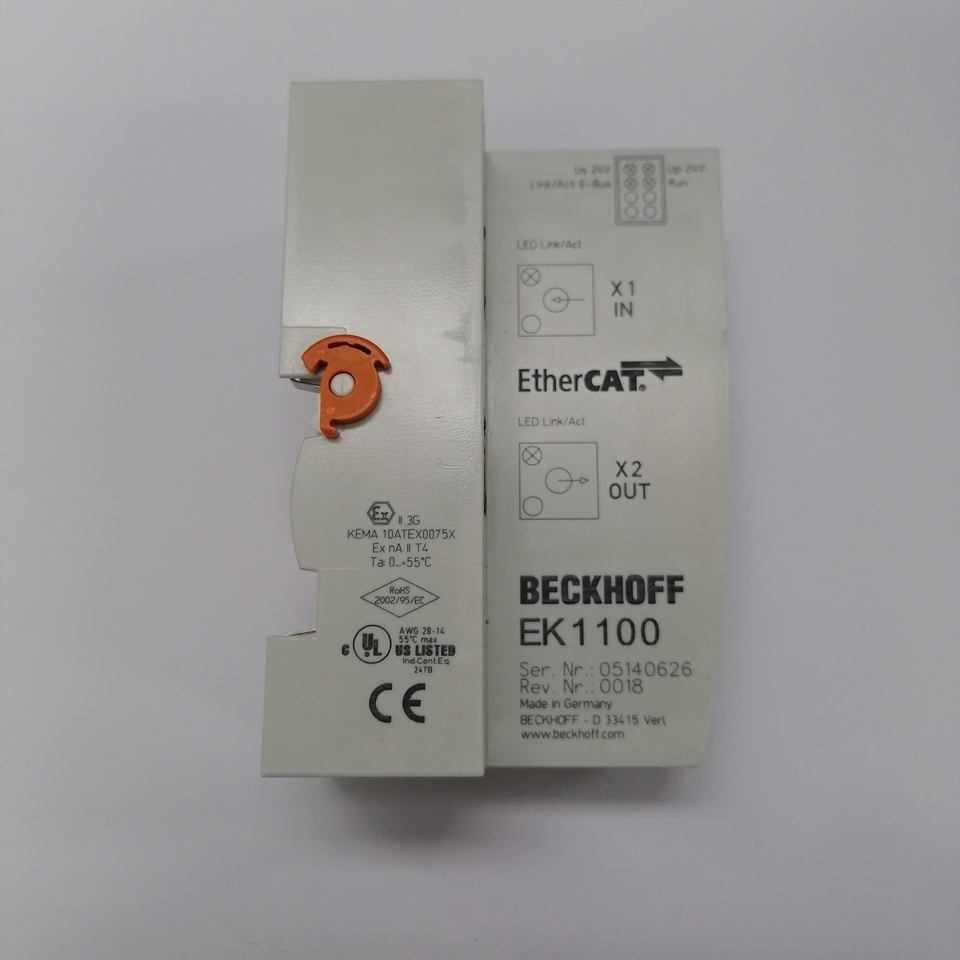 Us 24V Up 24V
Link/Act E-Bus Run
LED Link/Act
X1
IN
EtherCAT®
LED Link/Act
X2
OUT
BECKHOFF
EK1100
Ser. Nr.: 05140626
Rev. Nr.: 0018
Made in Germany
BECKHOFF - D 33415 Verl
www.beckhoff.com
Ex II 3G
KEMA 10ATEX0075X
Ex nA II T4
Ta: 0...+55°C
RoHS
2002/95/EC
AWG 28-14
55°C max
C UL US LISTED
Ind.Cont.Eq.
24TB
CE